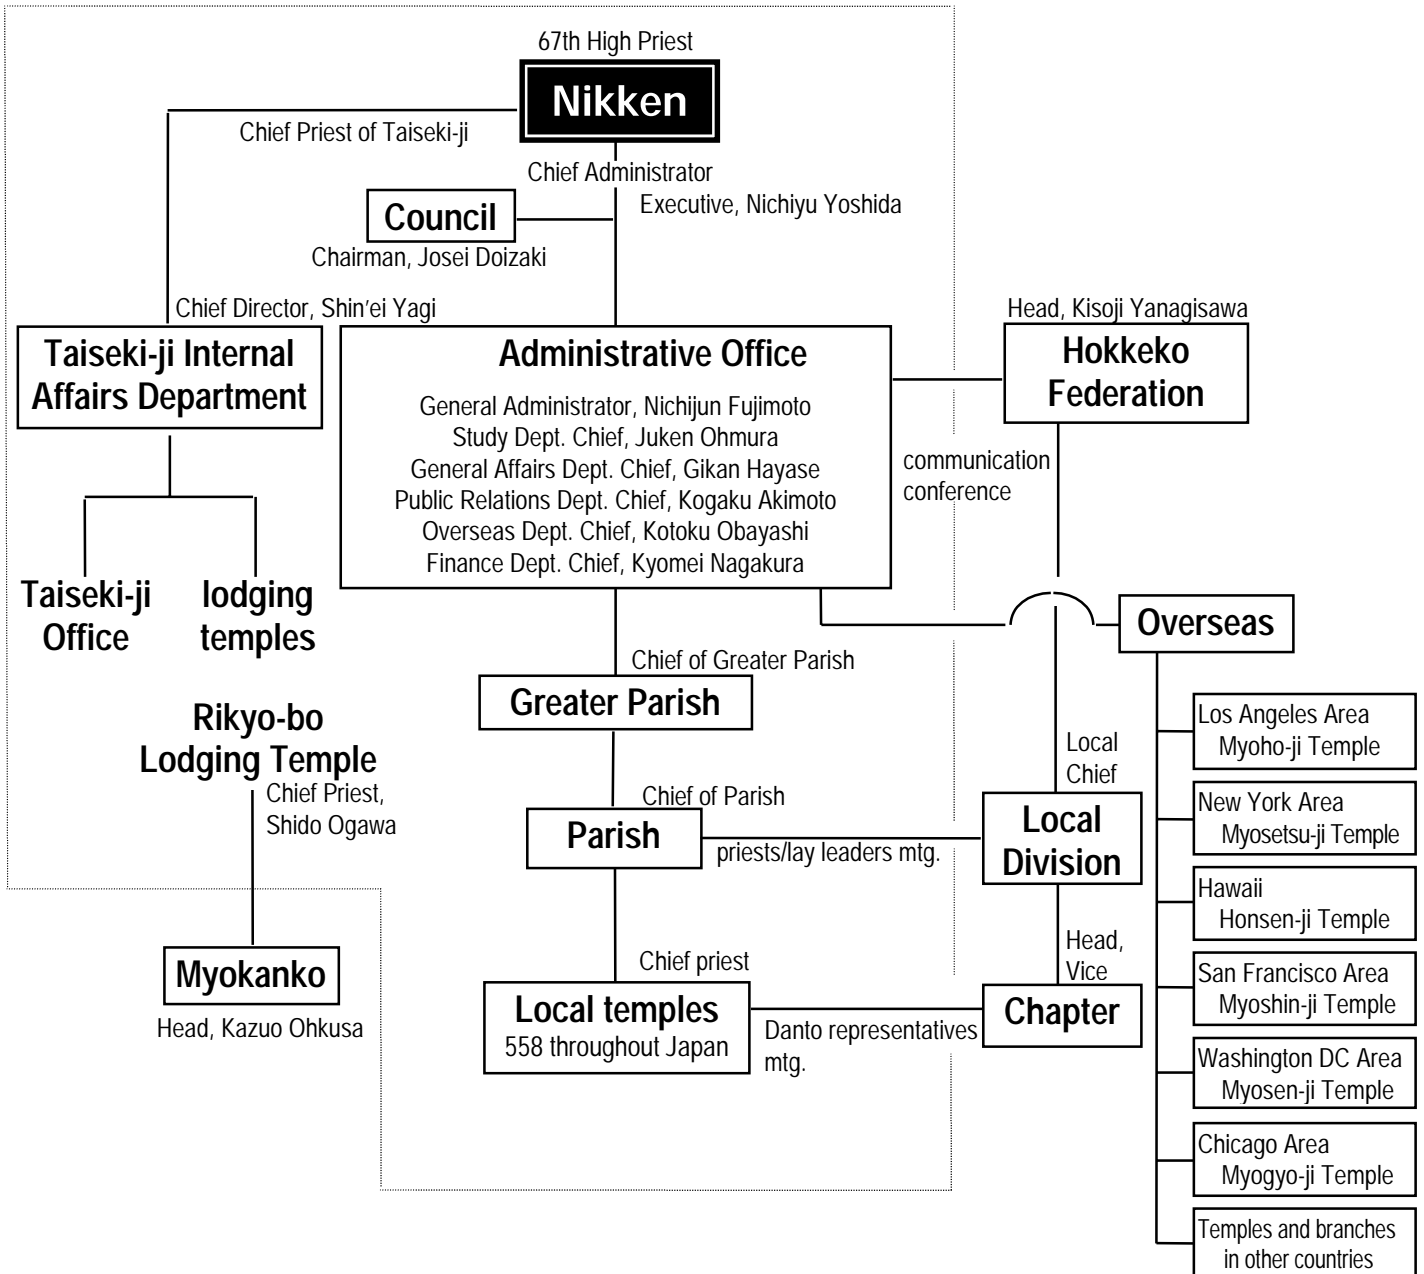 67th High Priest
Nikken
Chief Priest of Taiseki-ji
Chief Administrator
Executive, Nichiyu Yoshida
Council
Chairman, Josei Doizaki
Chief Director, Shin'ei Yagi
Taiseki-ji Internal
Affairs Department
Administrative Office
General Administrator, Nichijun Fujimoto
Study Dept. Chief, Juken Ohmura
General Affairs Dept. Chief, Gikan Hayase
Public Relations Dept. Chief, Kogaku Akimoto
Overseas Dept. Chief, Kotoku Obayashi
Finance Dept. Chief, Kyomei Nagakura
Head, Kisoji Yanagisawa
Hokkeko
Federation
communication
conference
Taiseki-ji
Office
lodging
temples
Overseas
Chief of Greater Parish
Greater Parish
Rikyo-bo
Lodging Temple
Chief Priest,
Shido Ogawa
Chief of Parish
Parish
priests/lay leaders mtg.
Local
Chief
Local
Division
Myokanko
Head, Kazuo Ohkusa
Chief priest
Local temples
558 throughout Japan
Danto representatives
mtg.
Head,
Vice
Chapter
Los Angeles Area
Myoho-ji Temple
New York Area
Myosetsu-ji Temple
Hawaii
Honsen-ji Temple
San Francisco Area
Myoshin-ji Temple
Washington DC Area
Myosen-ji Temple
Chicago Area
Myogyo-ji Temple
Temples and branches
in other countries